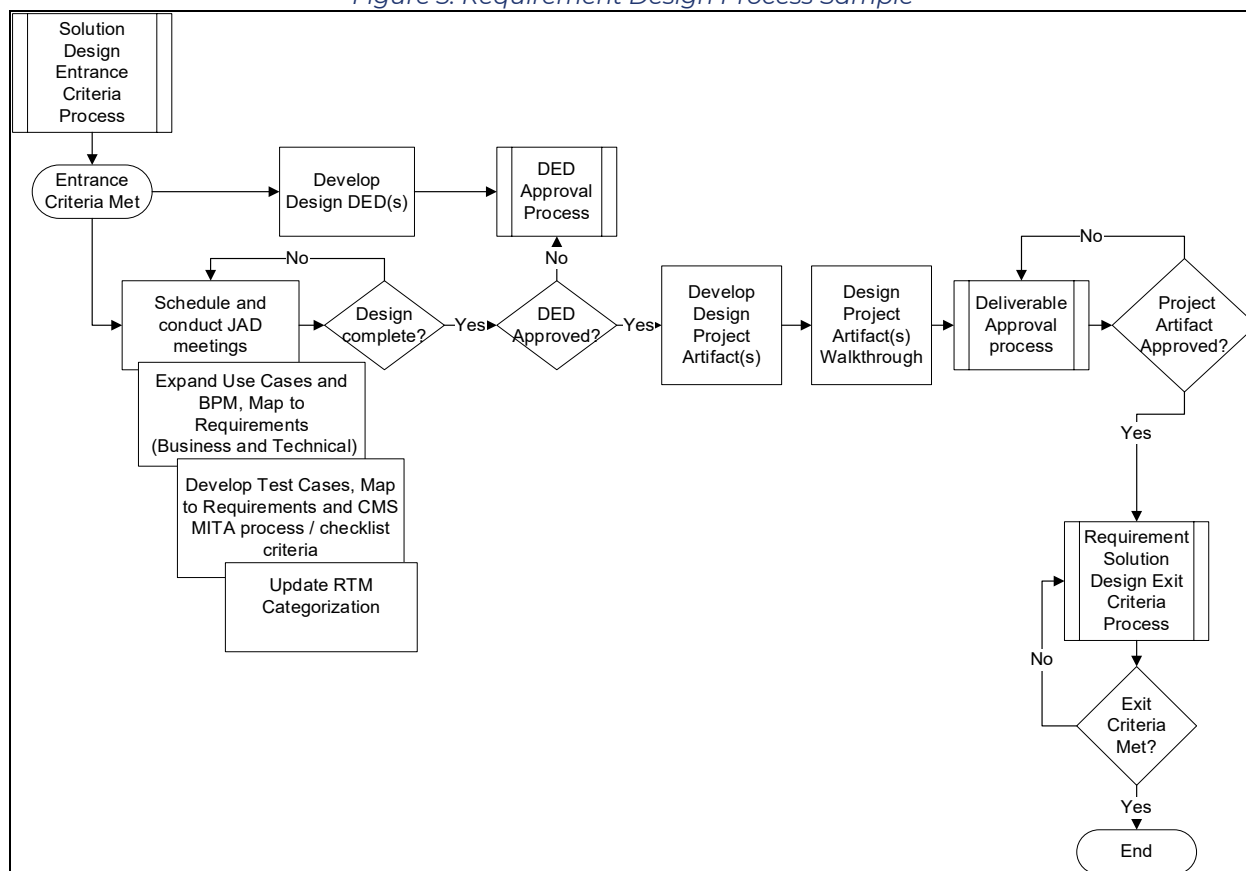 Figure 3. Requirement Design Process Sample
Solution
Design
Entrance
Criteria
Process
Entrance
Criteria Met
Develop
Design DED(s)
DED
Approval
Process
No
No
No
Schedule and
conduct JAD
meetings
Design
complete?
Yes
DED
Approved?
Yes
Develop
Design
Project
Artifact(s)
Design
Project
Artifact(s)
Walkthrough
Deliverable
Approval
process
Project
Artifact
Approved?
Expand Use Cases and
BPM, Map to
Requirements
(Business and Technical)
Yes
Develop Test Cases, Map
to Requirements and CMS
MITA process / checklist
criteria
Update RTM
Categorization
Requirement
Solution
Design Exit
Criteria
Process
No
Exit
Criteria
Met?
Yes
End